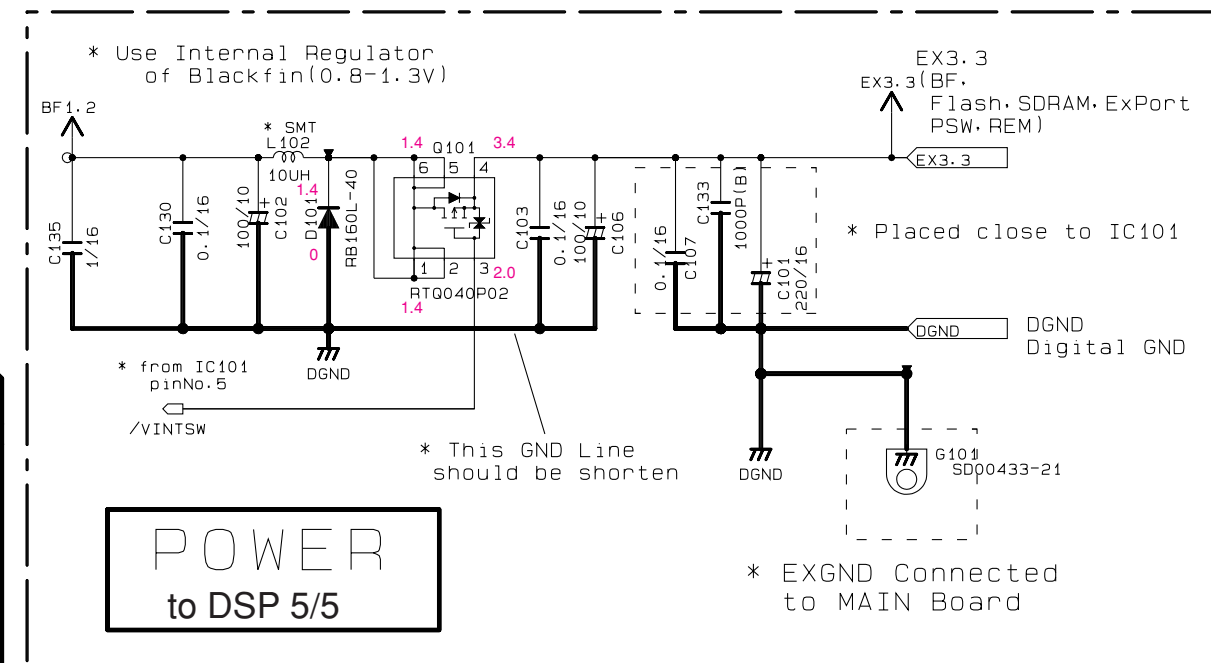 * Use Internal Regulator
of Blackfin(0.8-1.3V)
BF1.2
* SMT
L102
10UH
1.4
Q101
3.4
6 5 4
EX3.3
EX3.3(BF,
Flash, SDRAM, ExPort
PSW, REM)
EX3.3
C135
1/16
C130
0.1/16
100/10
C102
1.4
D101
0
RB160L-40
1 2 3
2.0
RTQ040P02
1.4
C103
0.1/16
100/10
C106
0.1/16
C107
C133
1000P(B)
C101
220/16
* Placed close to IC101
DGND
DGND
Digital GND
DGND
* from IC101
pinNo.5
/VINTSW
* This GND Line
should be shorten
DGND
G101
SD00433-21
* EXGND Connected
to MAIN Board
POWER
to DSP 5/5